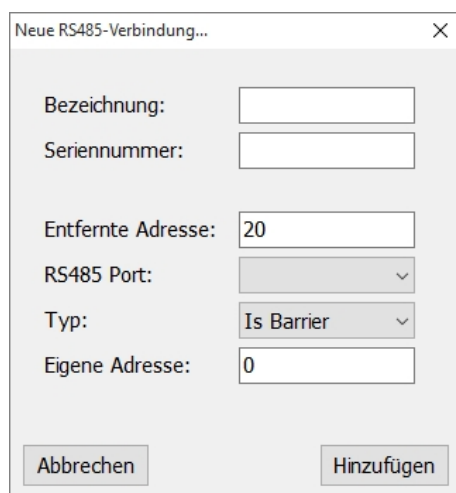 Neue RS485-Verbindung...
Bezeichnung:
Seriennummer:
Entfernte Adresse: 20
RS485 Port:
Typ: Is Barrier
Eigene Adresse: 0
Abbrechen Hinzufügen